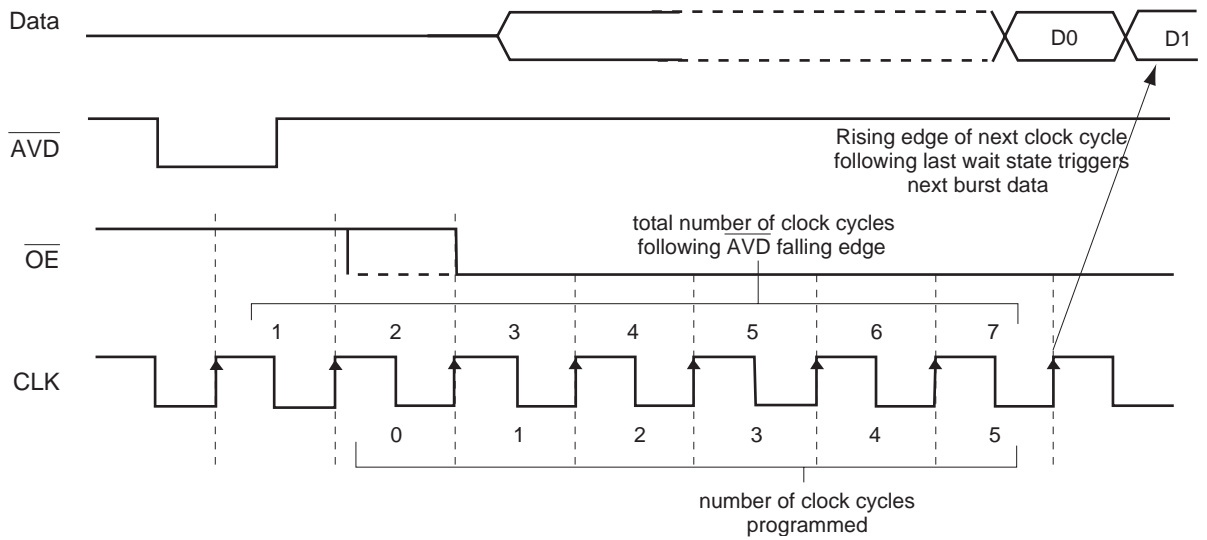 Data
D0
D1
AVD
Rising edge of next clock cycle
following last wait state triggers
next burst data
total number of clock cycles
following AVD falling edge
OE
1 2 3 4 5 6 7
CLK
0 1 2 3 4 5
number of clock cycles
programmed